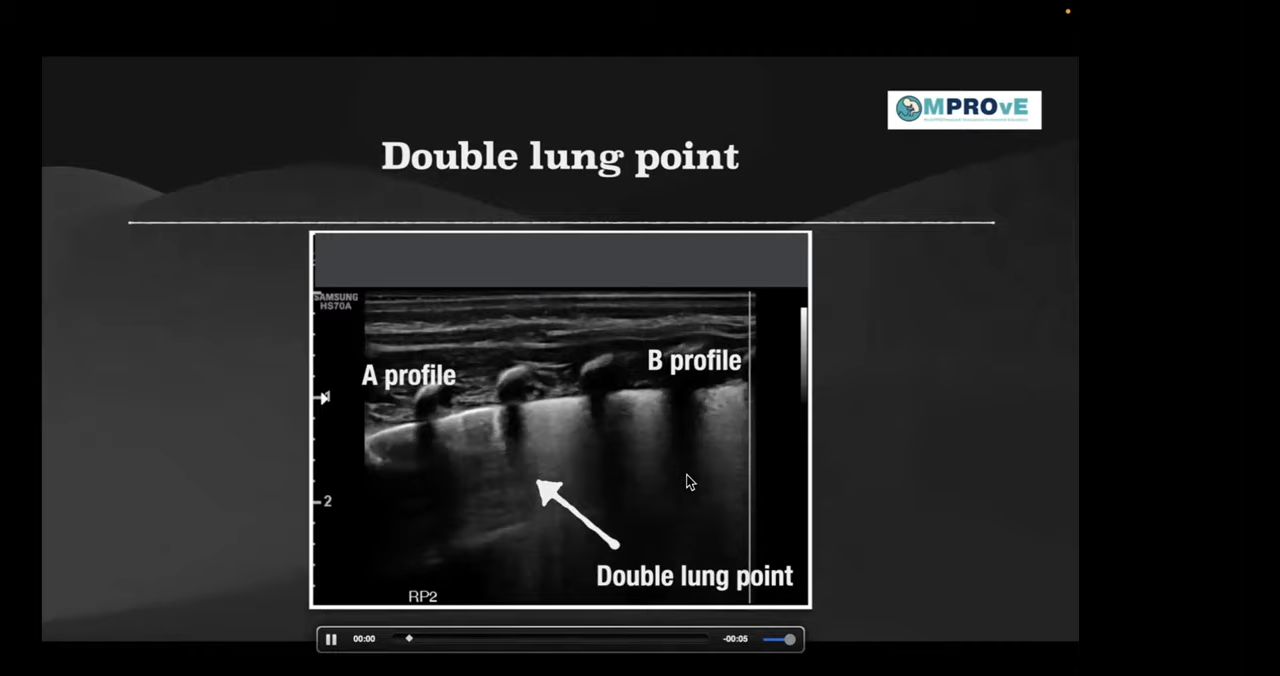 MPROvE
Double lung point
SAMSUNG
HS70A
A profile
B profile
2
Double lung point
RP2
00:00
-00:05